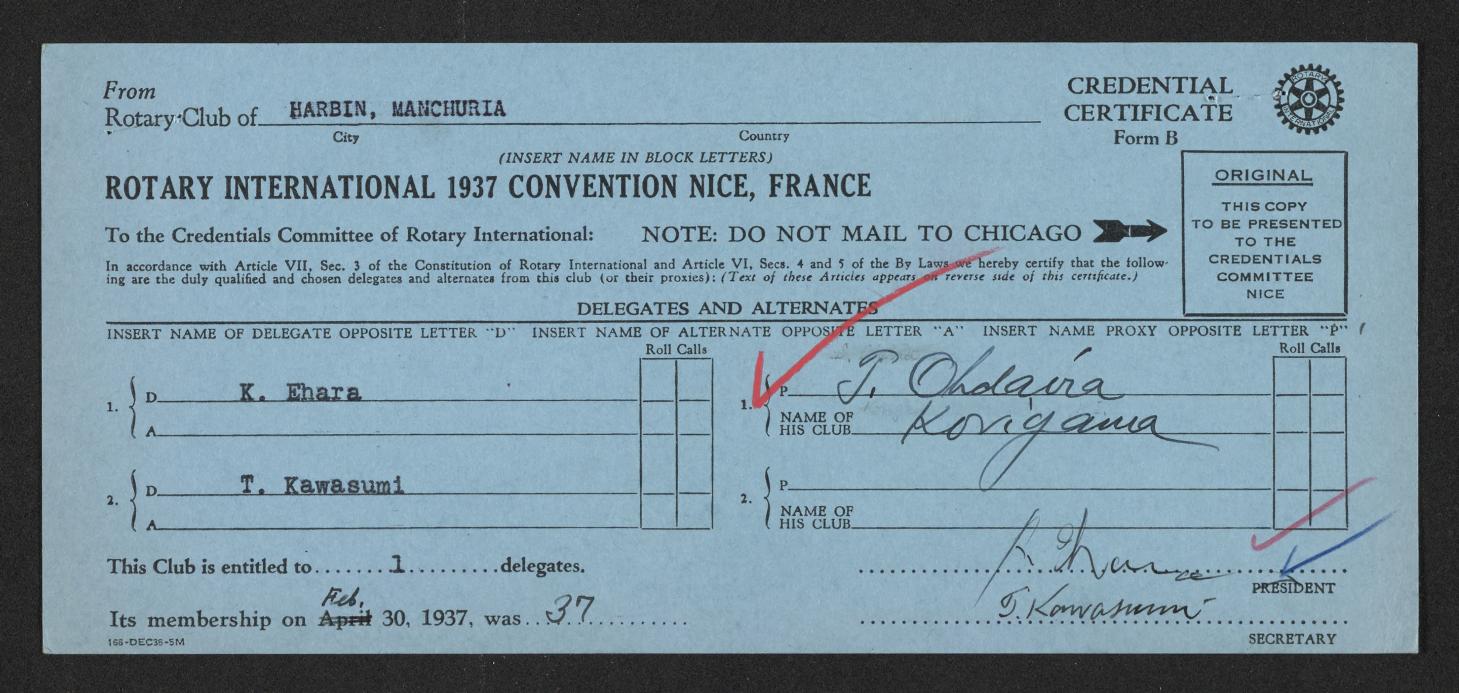 From
Rotary Club of HARBIN, MANCHURIA
City Country
(INSERT NAME IN BLOCK LETTERS)
CREDENTIAL
CERTIFICATE
Form B
ROTARY INTERNATIONAL
ROTARY INTERNATIONAL 1937 CONVENTION NICE, FRANCE
To the Credentials Committee of Rotary International: NOTE: DO NOT MAIL TO CHICAGO
ORIGINAL
THIS COPY
TO BE PRESENTED
TO THE
CREDENTIALS
COMMITTEE
NICE
In accordance with Article VII, Sec. 3 of the Constitution of Rotary International and Article VI, Secs. 4 and 5 of the By Laws we hereby certify that the follow-
ing are the duly qualified and chosen delegates and alternates from this club (or their proxies): (Text of these Articles appears on reverse side of this certificate.)
DELEGATES AND ALTERNATES
INSERT NAME OF DELEGATE OPPOSITE LETTER "D" INSERT NAME OF ALTERNATE OPPOSITE LETTER "A" INSERT NAME PROXY OPPOSITE LETTER "P"
Roll Calls Roll Calls
1. D K. Ehara
A
1. P T. Ohdaira
NAME OF
HIS CLUB Korigama
2. D T. Kawasumi
A
2. P
NAME OF
HIS CLUB
This Club is entitled to......1.........delegates.
K. Ehara
PRESIDENT
Feb.
Its membership on April 30, 1937, was..37..........
T. Kawasumi
SECRETARY
166-DEC36-5M